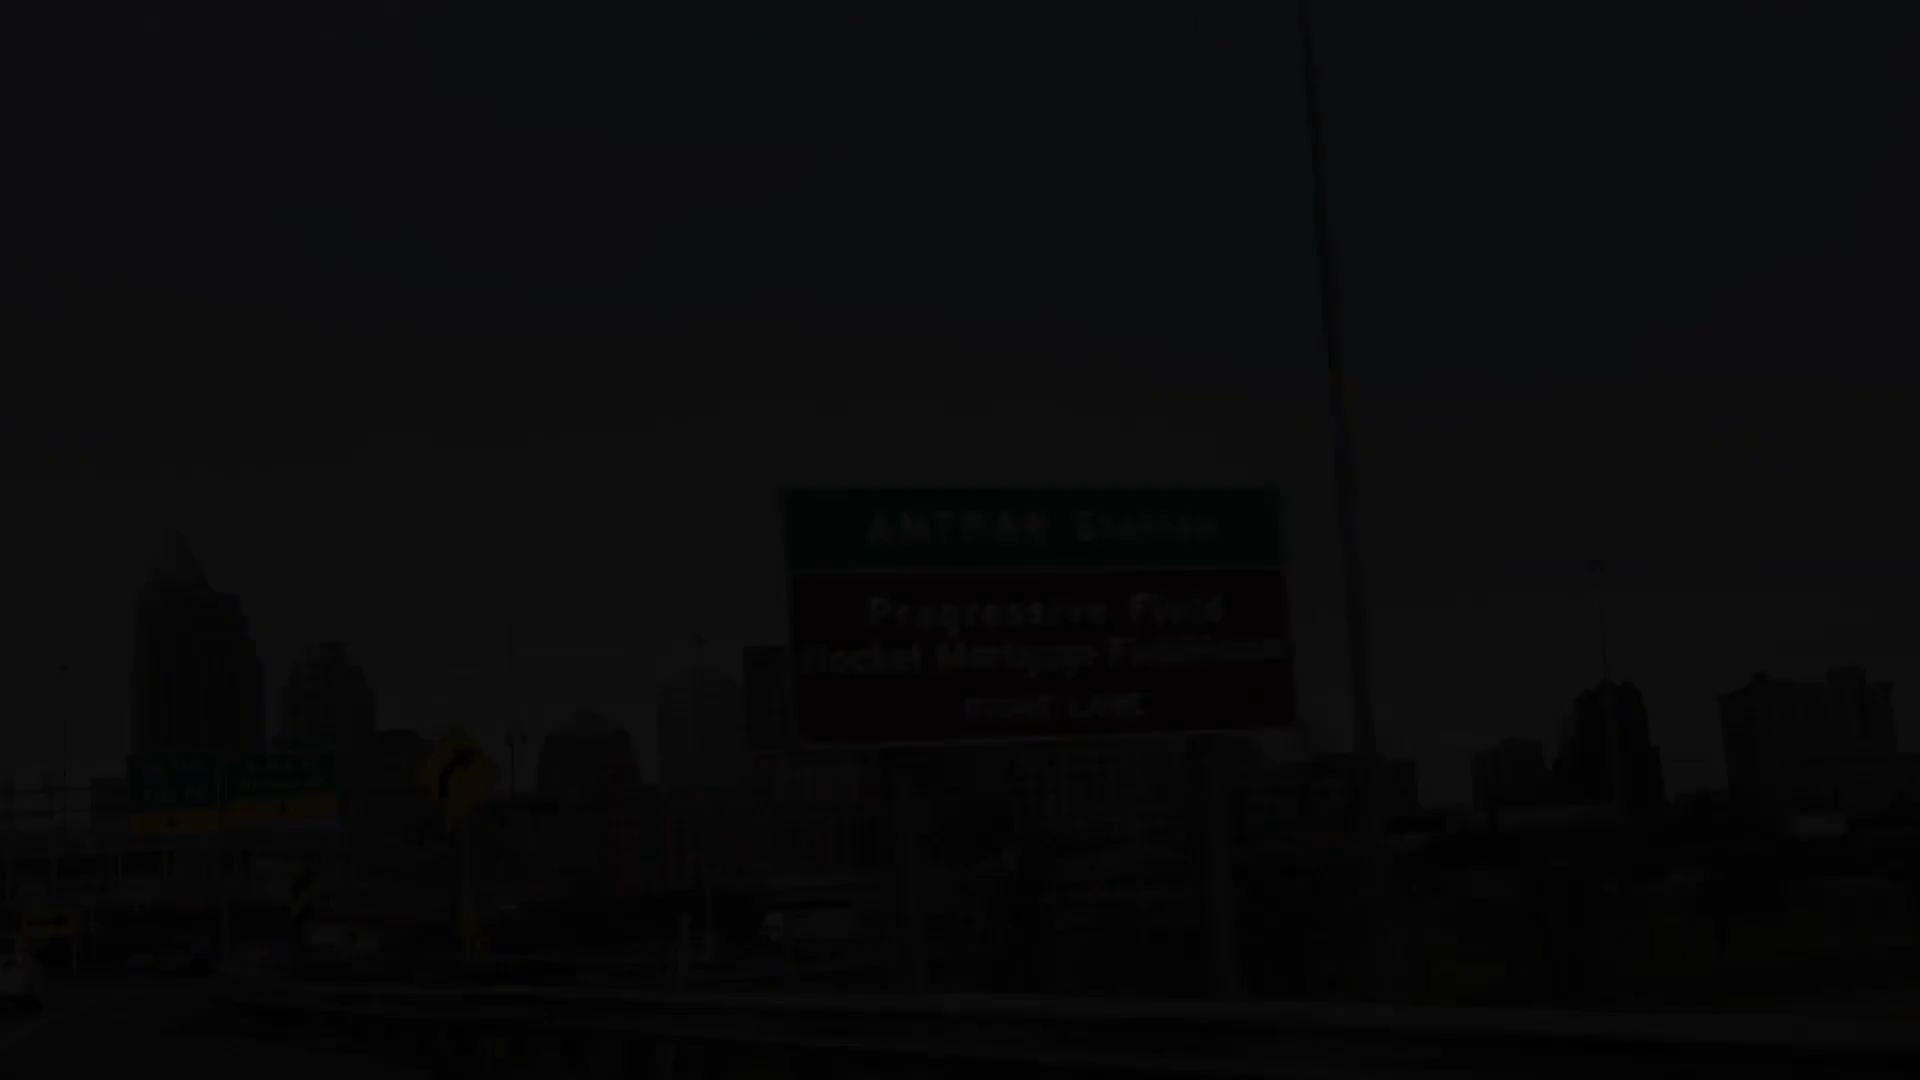 AMTRAK Station
Progressive Field
Rocket Mortgage FieldHouse
RIGHT LANE